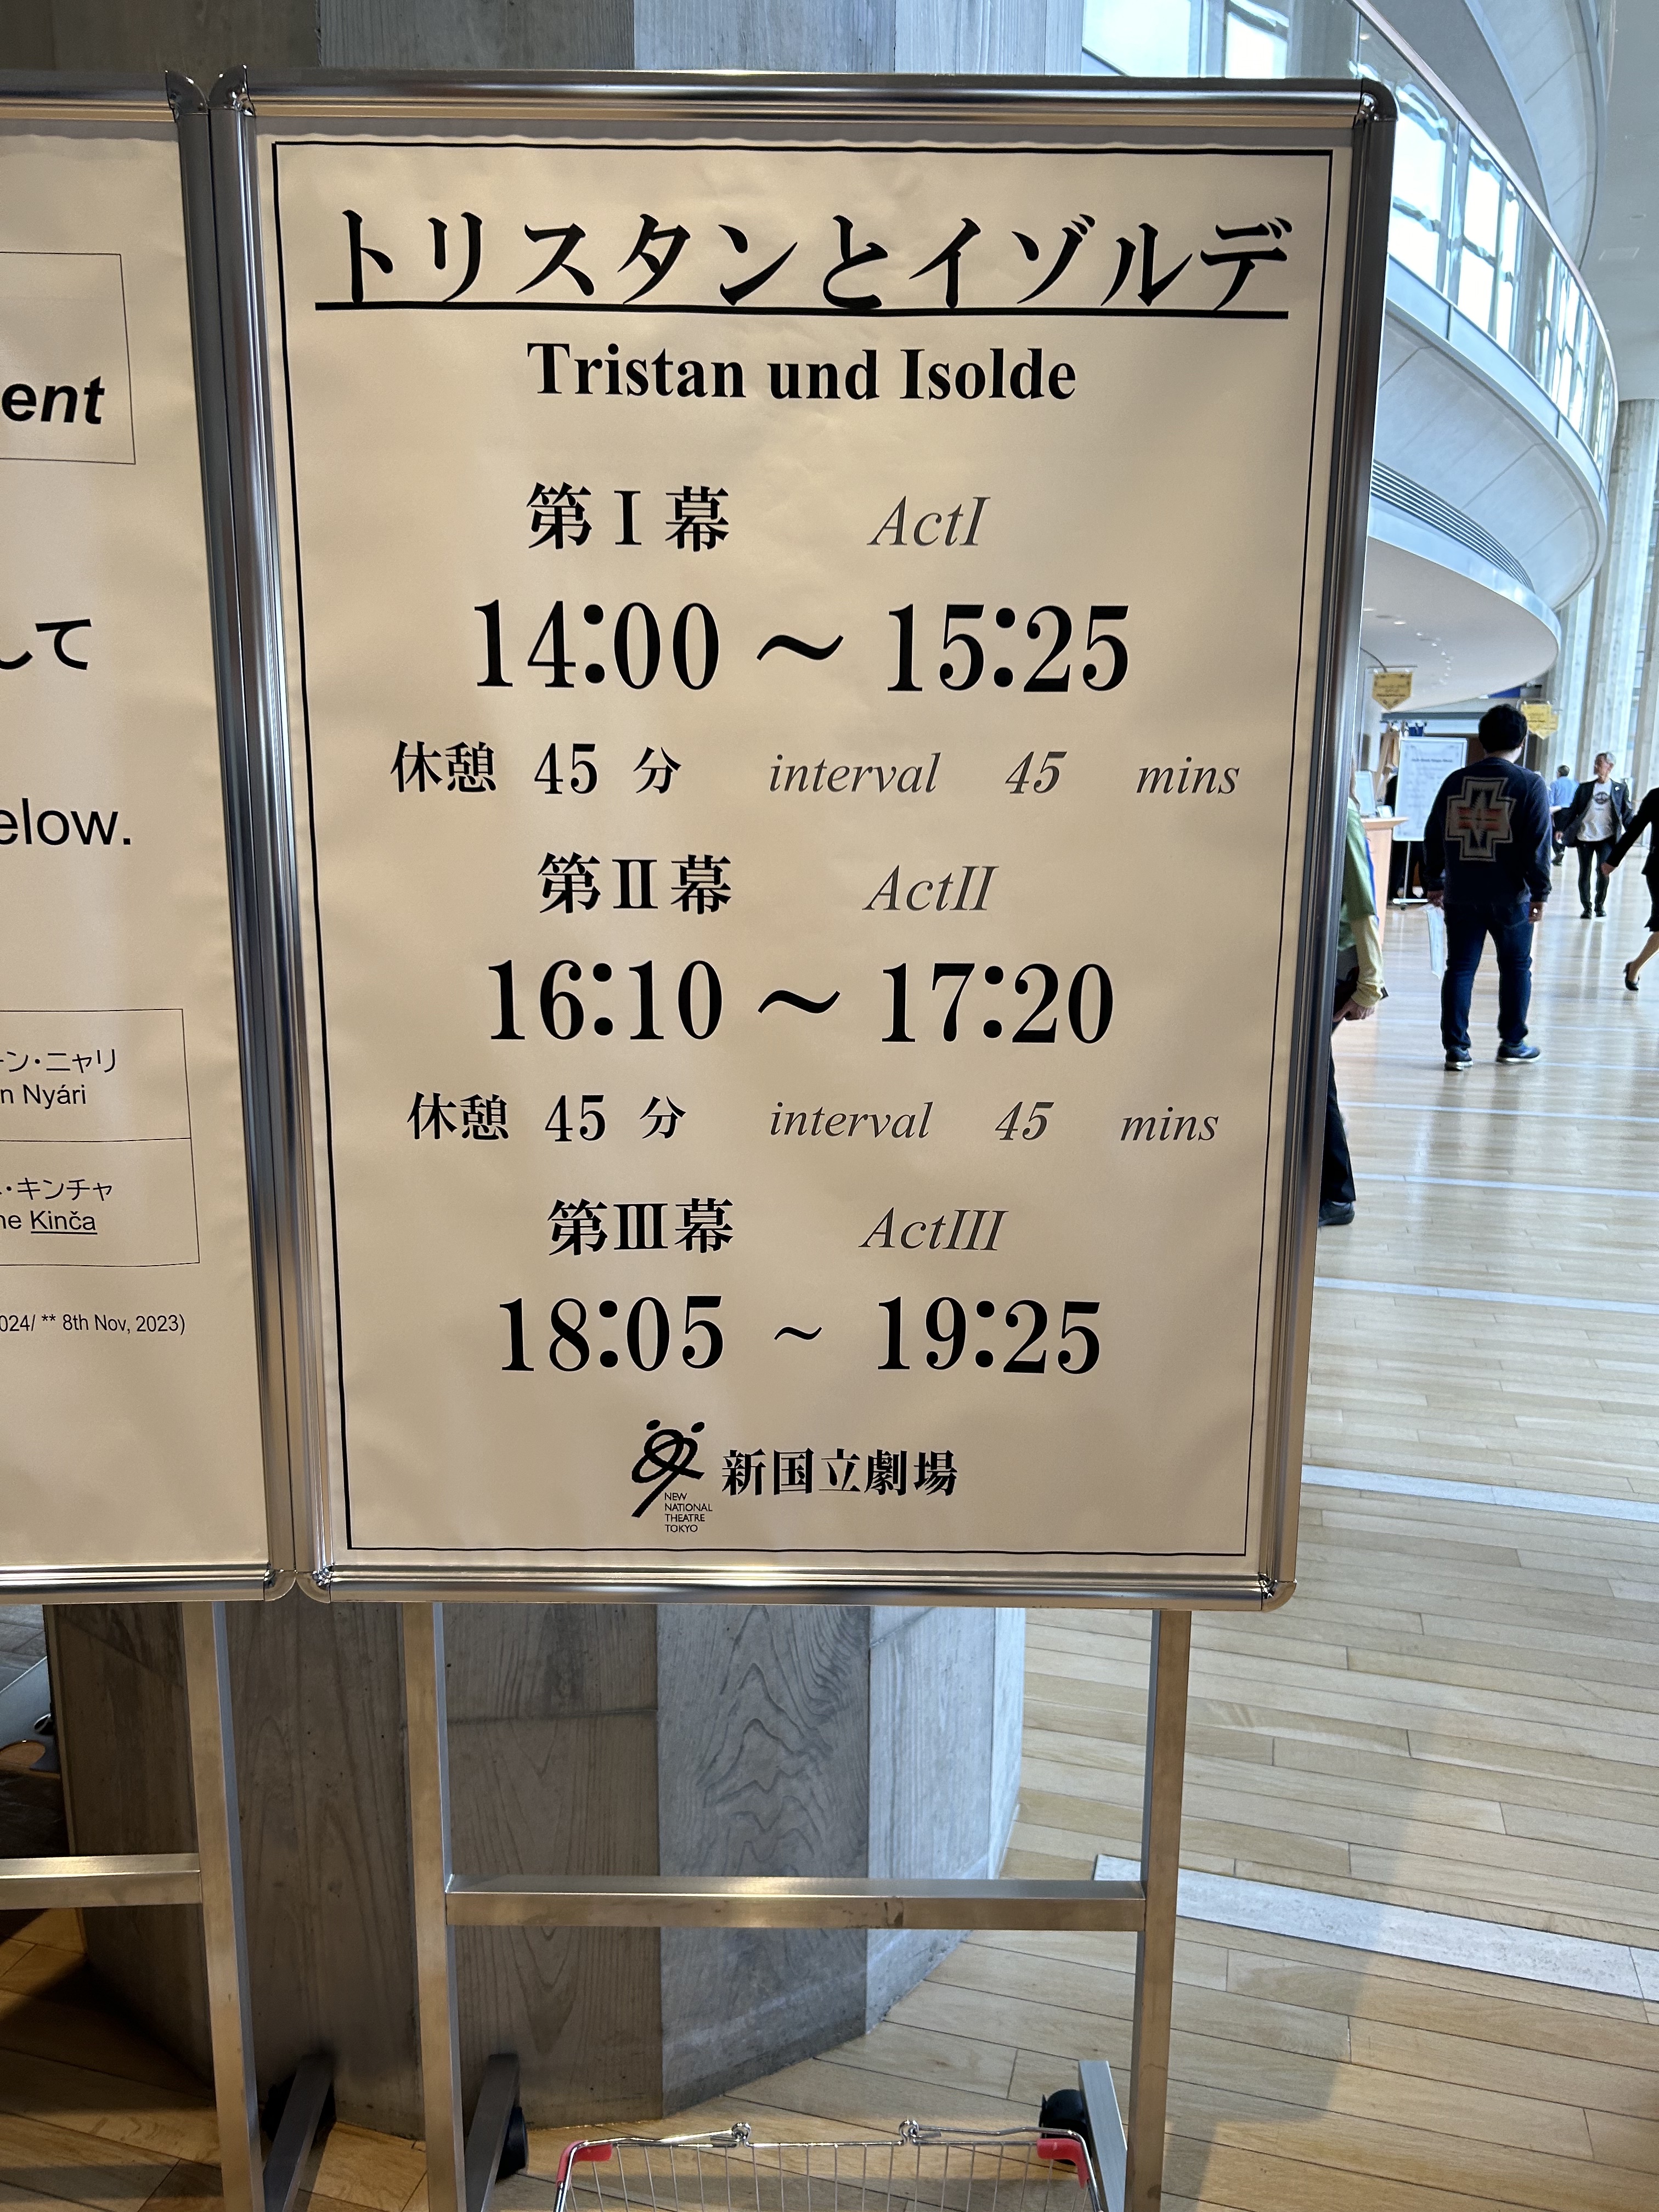 ent
して
elow.
ーン・ニャリ
n Nyári
・キンチャ
ne Kinča
024/ ** 8th Nov, 2023)
トリスタンとイゾルデ
Tristan und Isolde
第Ⅰ幕 ActⅠ
14:00 ～ 15:25
休憩 45 分 interval 45 mins
第Ⅱ幕 ActⅡ
16:10 ～ 17:20
休憩 45 分 interval 45 mins
第Ⅲ幕 ActⅢ
18:05 ~ 19:25
新国立劇場
NEW
NATIONAL
THEATRE
TOKYO